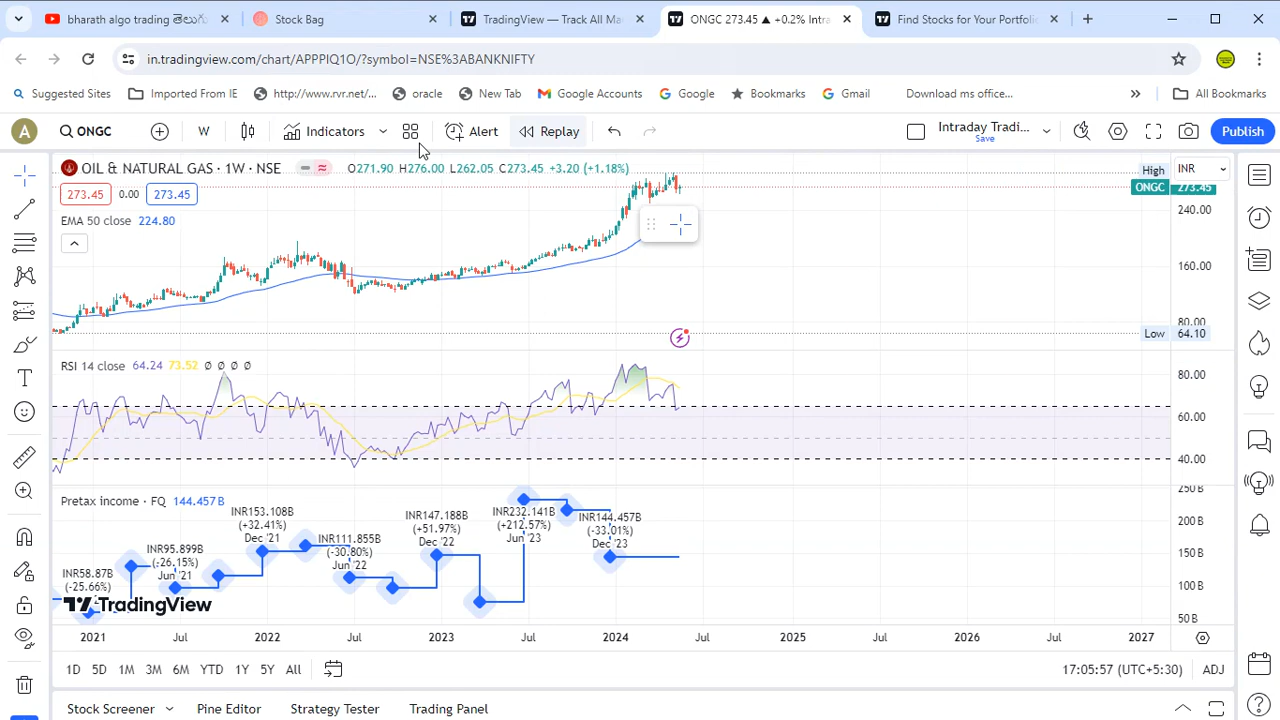 bharath algo trading తెలుగు
Stock Bag
TradingView — Track All Ma
ONGC 273.45 ▲ +0.2% Intra
Find Stocks for Your Portfolio
in.tradingview.com/chart/APPPIQ1O/?symbol=NSE%3ABANKNIFTY
Suggested Sites
Imported From IE
http://www.rvr.net/...
oracle
New Tab
Google Accounts
Google
Bookmarks
Gmail
Download ms office...
All Bookmarks
A
ONGC
W
Indicators
Alert
Replay
Intraday Tradi...
Save
Publish
OIL & NATURAL GAS · 1W · NSE
O271.90 H276.00 L262.05 C273.45 +3.20 (+1.18%)
High
INR
273.45 0.00 273.45
ONGC 273.45
EMA 50 close 224.80
240.00
160.00
80.00
Low 64.10
RSI 14 close 64.24 73.52 Ø Ø Ø Ø
80.00
60.00
40.00
Pretax income · FQ 144.457B
250B
200B
150B
100B
50B
INR58.87B
(-25.66%)
INR95.899B
(-26.15%)
Jun '21
INR153.108B
(+32.41%)
Dec '21
INR111.855B
(-30.80%)
Jun '22
INR147.188B
(+51.97%)
Dec '22
INR232.141B
(+212.57%)
Jun '23
INR144.457B
(-33.01%)
Dec '23
TradingView
2021 Jul 2022 Jul 2023 Jul 2024 Jul 2025 Jul 2026 Jul 2027
1D 5D 1M 3M 6M YTD 1Y 5Y All
17:05:57 (UTC+5:30) ADJ
Stock Screener Pine Editor Strategy Tester Trading Panel